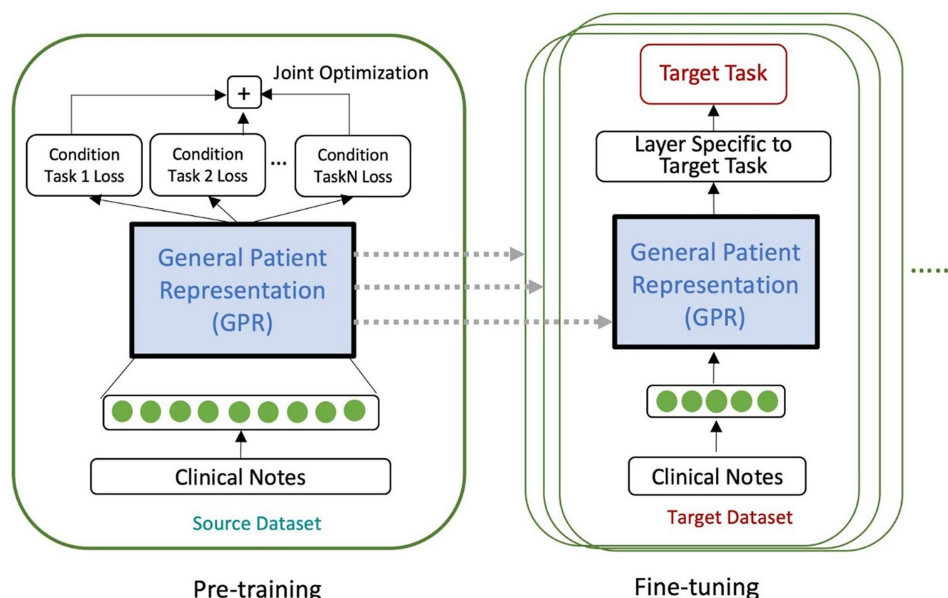 Joint Optimization
+
Condition
Task 1 Loss
Condition
Task 2 Loss
...
Condition
TaskN Loss
General Patient
Representation
(GPR)
Clinical Notes
Source Dataset
Pre-training
Target Task
Layer Specific to
Target Task
General Patient
Representation
(GPR)
Clinical Notes
Target Dataset
Fine-tuning